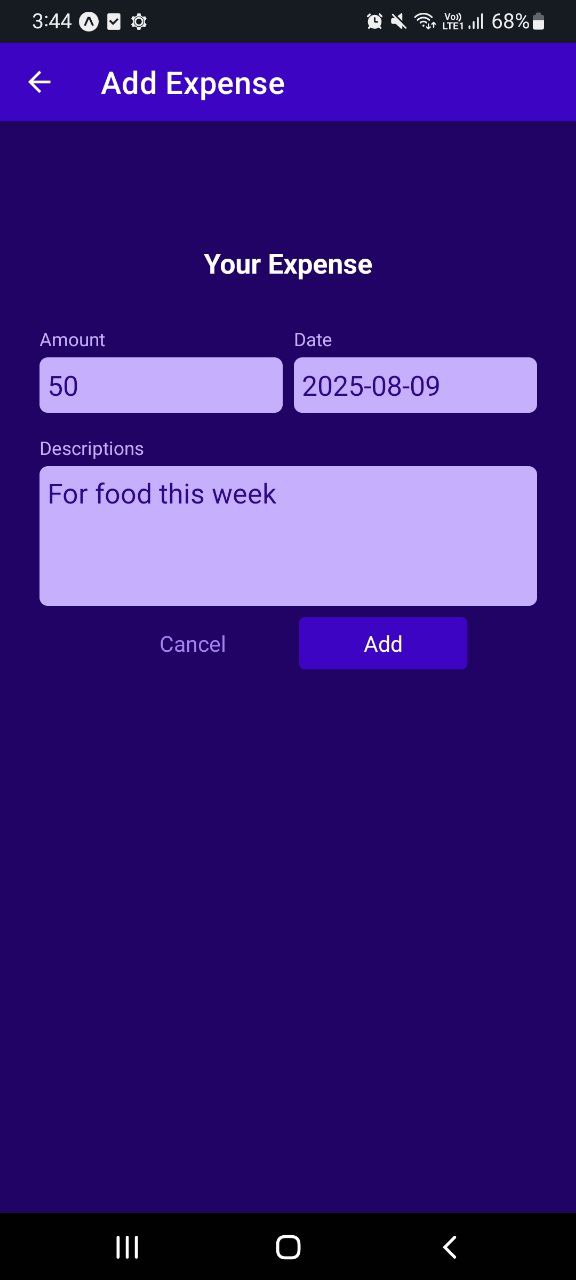 3:44 Vo)) LTE1 68%
Add Expense
Your Expense
Amount Date
50 2025-08-09
Descriptions
For food this week
Cancel Add